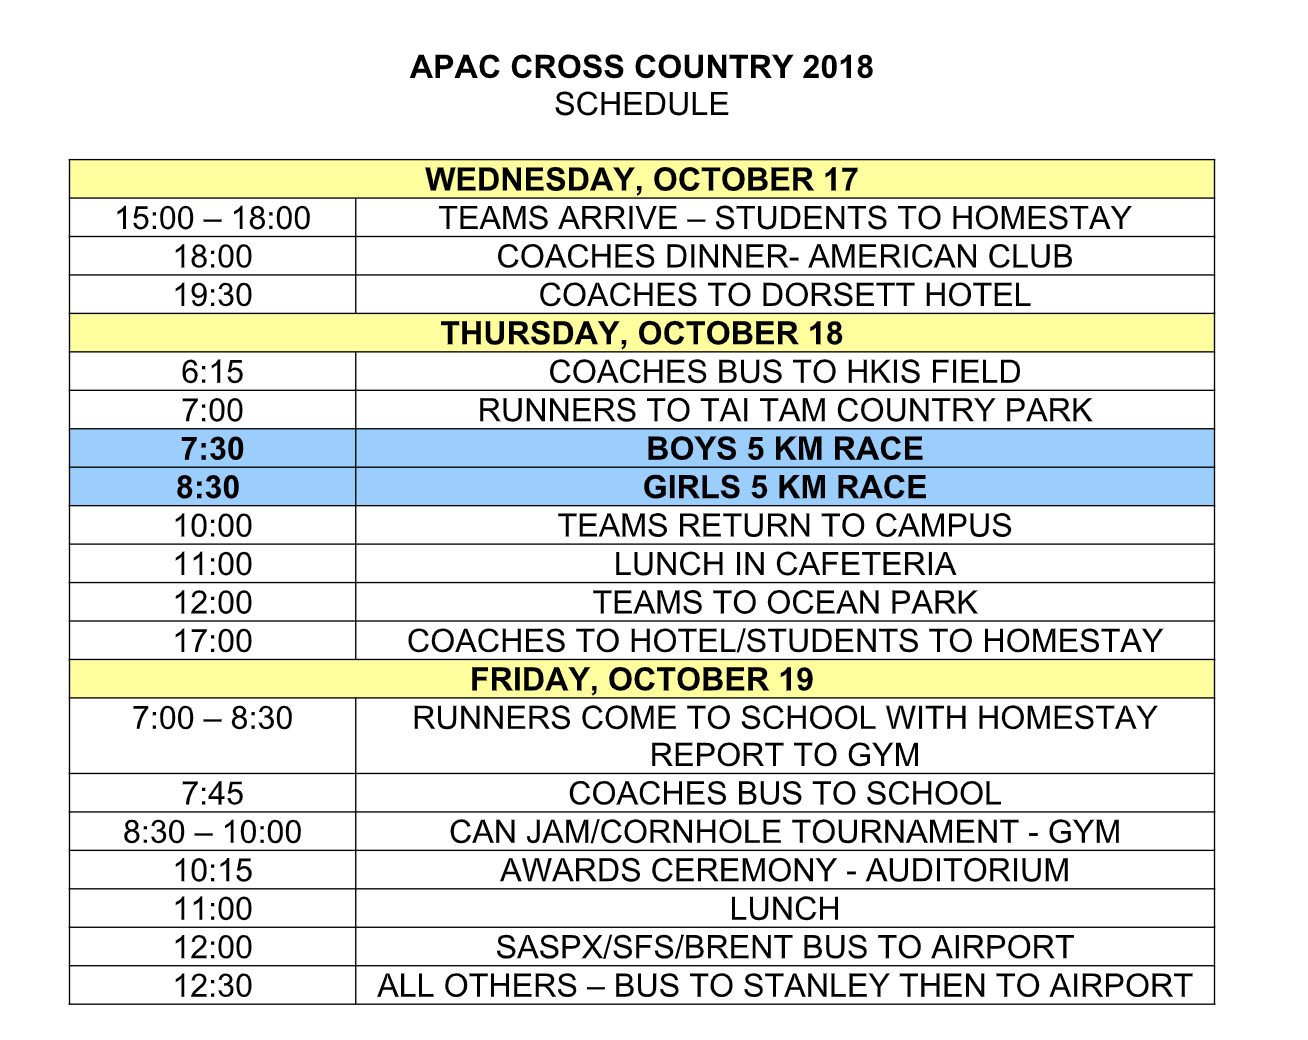 APAC CROSS COUNTRY 2018
SCHEDULE
WEDNESDAY, OCTOBER 17
15:00 – 18:00 TEAMS ARRIVE – STUDENTS TO HOMESTAY
18:00 COACHES DINNER- AMERICAN CLUB
19:30 COACHES TO DORSETT HOTEL
THURSDAY, OCTOBER 18
6:15 COACHES BUS TO HKIS FIELD
7:00 RUNNERS TO TAI TAM COUNTRY PARK
7:30 BOYS 5 KM RACE
8:30 GIRLS 5 KM RACE
10:00 TEAMS RETURN TO CAMPUS
11:00 LUNCH IN CAFETERIA
12:00 TEAMS TO OCEAN PARK
17:00 COACHES TO HOTEL/STUDENTS TO HOMESTAY
FRIDAY, OCTOBER 19
7:00 – 8:30 RUNNERS COME TO SCHOOL WITH HOMESTAY
REPORT TO GYM
7:45 COACHES BUS TO SCHOOL
8:30 – 10:00 CAN JAM/CORNHOLE TOURNAMENT - GYM
10:15 AWARDS CEREMONY - AUDITORIUM
11:00 LUNCH
12:00 SASPX/SFS/BRENT BUS TO AIRPORT
12:30 ALL OTHERS – BUS TO STANLEY THEN TO AIRPORT